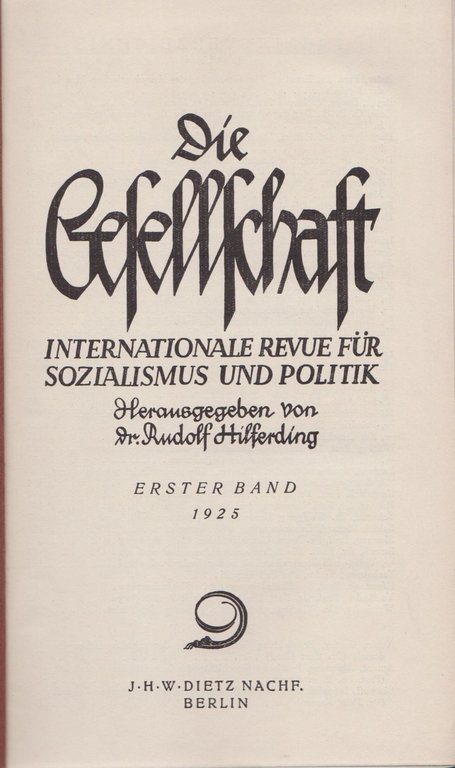 Die
Gesellschaft
INTERNATIONALE REVUE FÜR
SOZIALISMUS UND POLITIK
Herausgegeben von
Dr. Rudolf Hilferding
ERSTER BAND
1925
J·H·W·DIETZ NACHF.
BERLIN